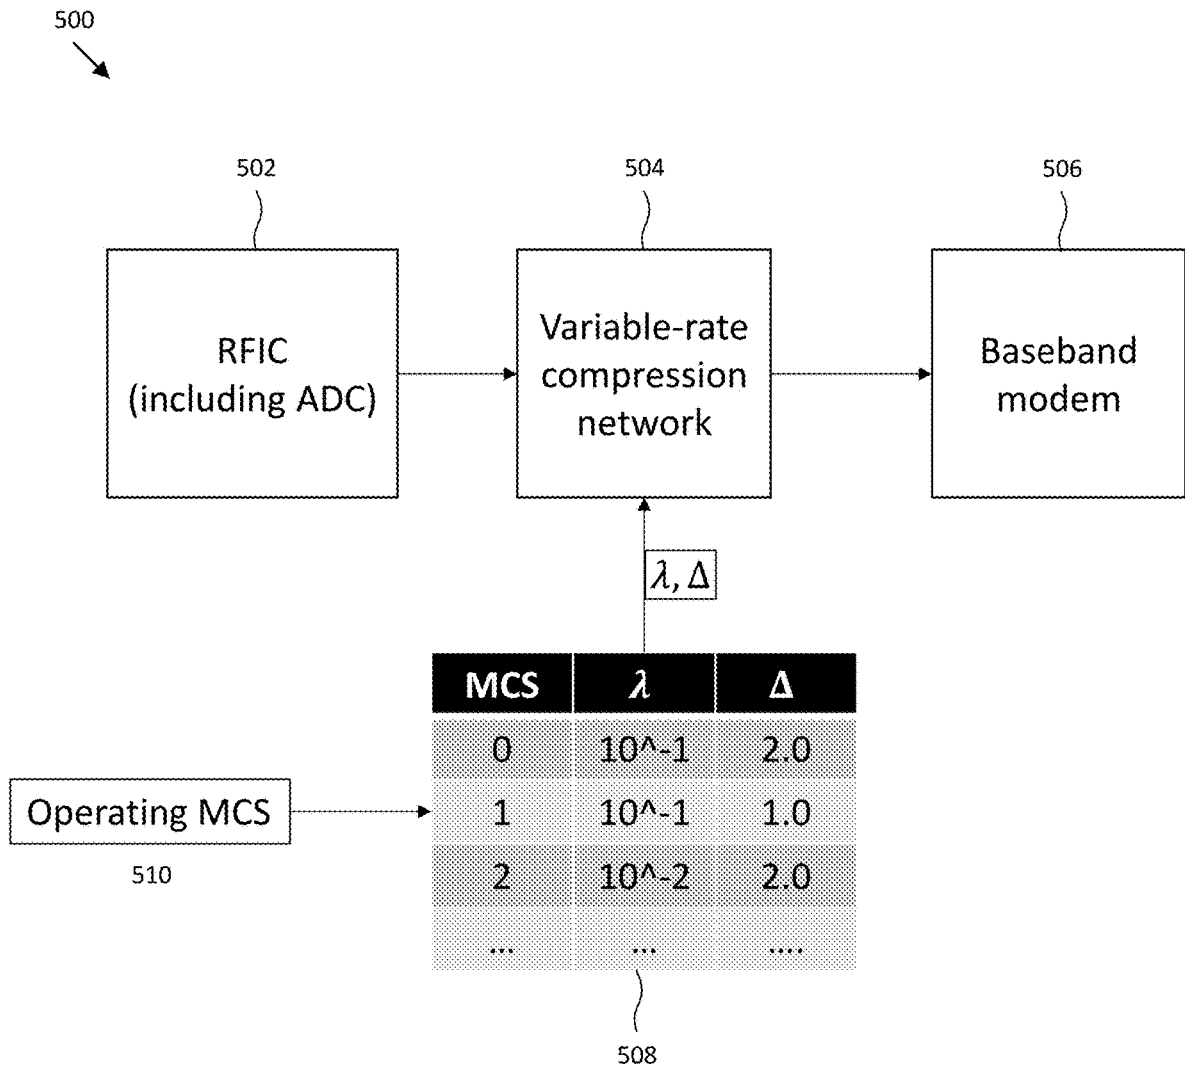 500
502
504
506
RFIC
(including ADC)
Variable-rate
compression
network
Baseband
modem
λ, Δ
MCS λ Δ
0 10^-1 2.0
1 10^-1 1.0
2 10^-2 2.0
... ... ....
Operating MCS
510
508